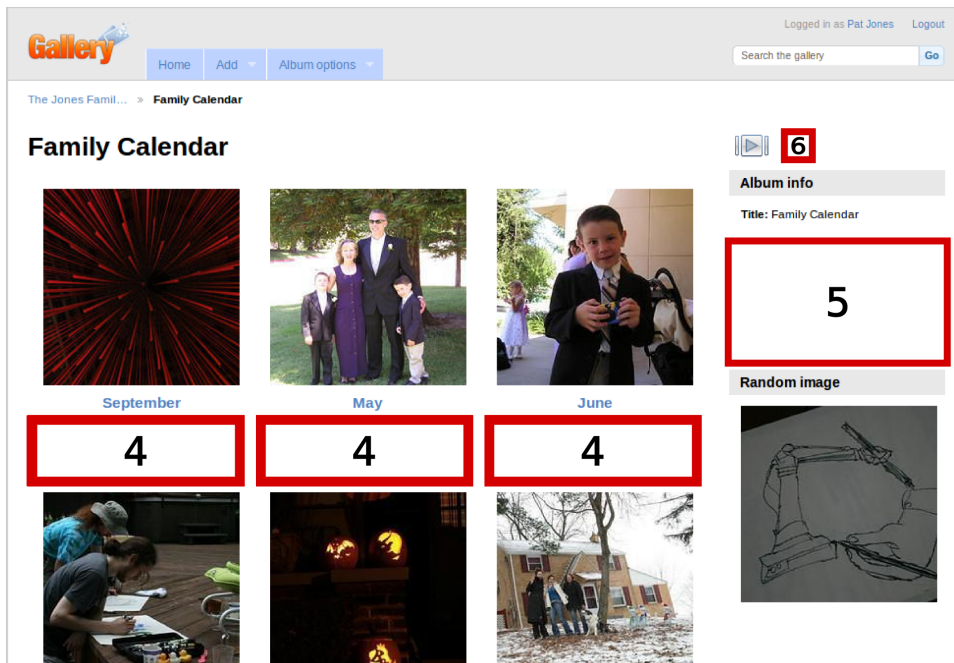 Logged in as Pat Jones Logout
Gallery
Home Add Album options
Search the gallery Go
The Jones Famil... » Family Calendar
Family Calendar
6
Album info
Title: Family Calendar
5
September May June
4 4 4
Random image